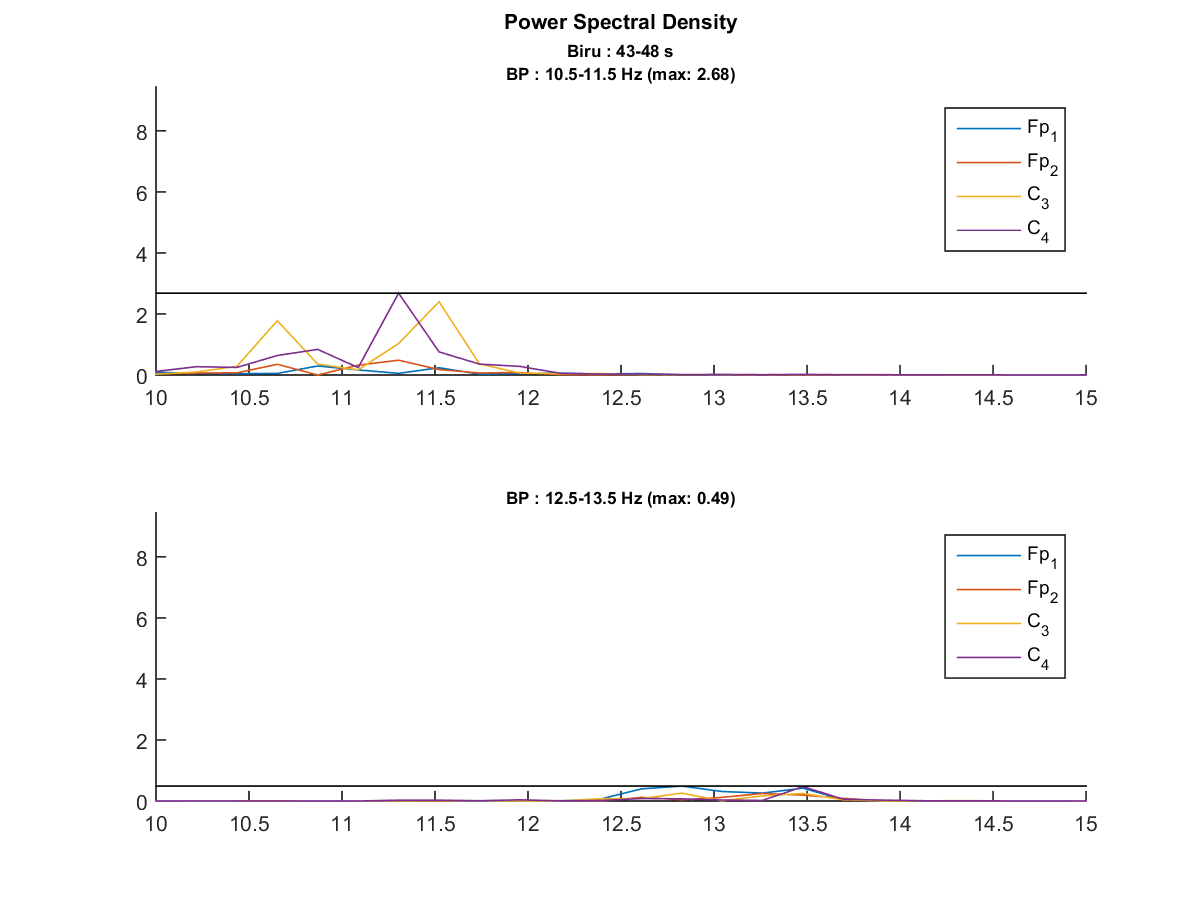 Power Spectral Density
Biru : 43-48 s
BP : 10.5-11.5 Hz (max: 2.68)
8
6
4
2
0
10 10.5 11 11.5 12 12.5 13 13.5 14 14.5 15
Fp1
Fp2
C3
C4
BP : 12.5-13.5 Hz (max: 0.49)
8
6
4
2
0
10 10.5 11 11.5 12 12.5 13 13.5 14 14.5 15
Fp1
Fp2
C3
C4